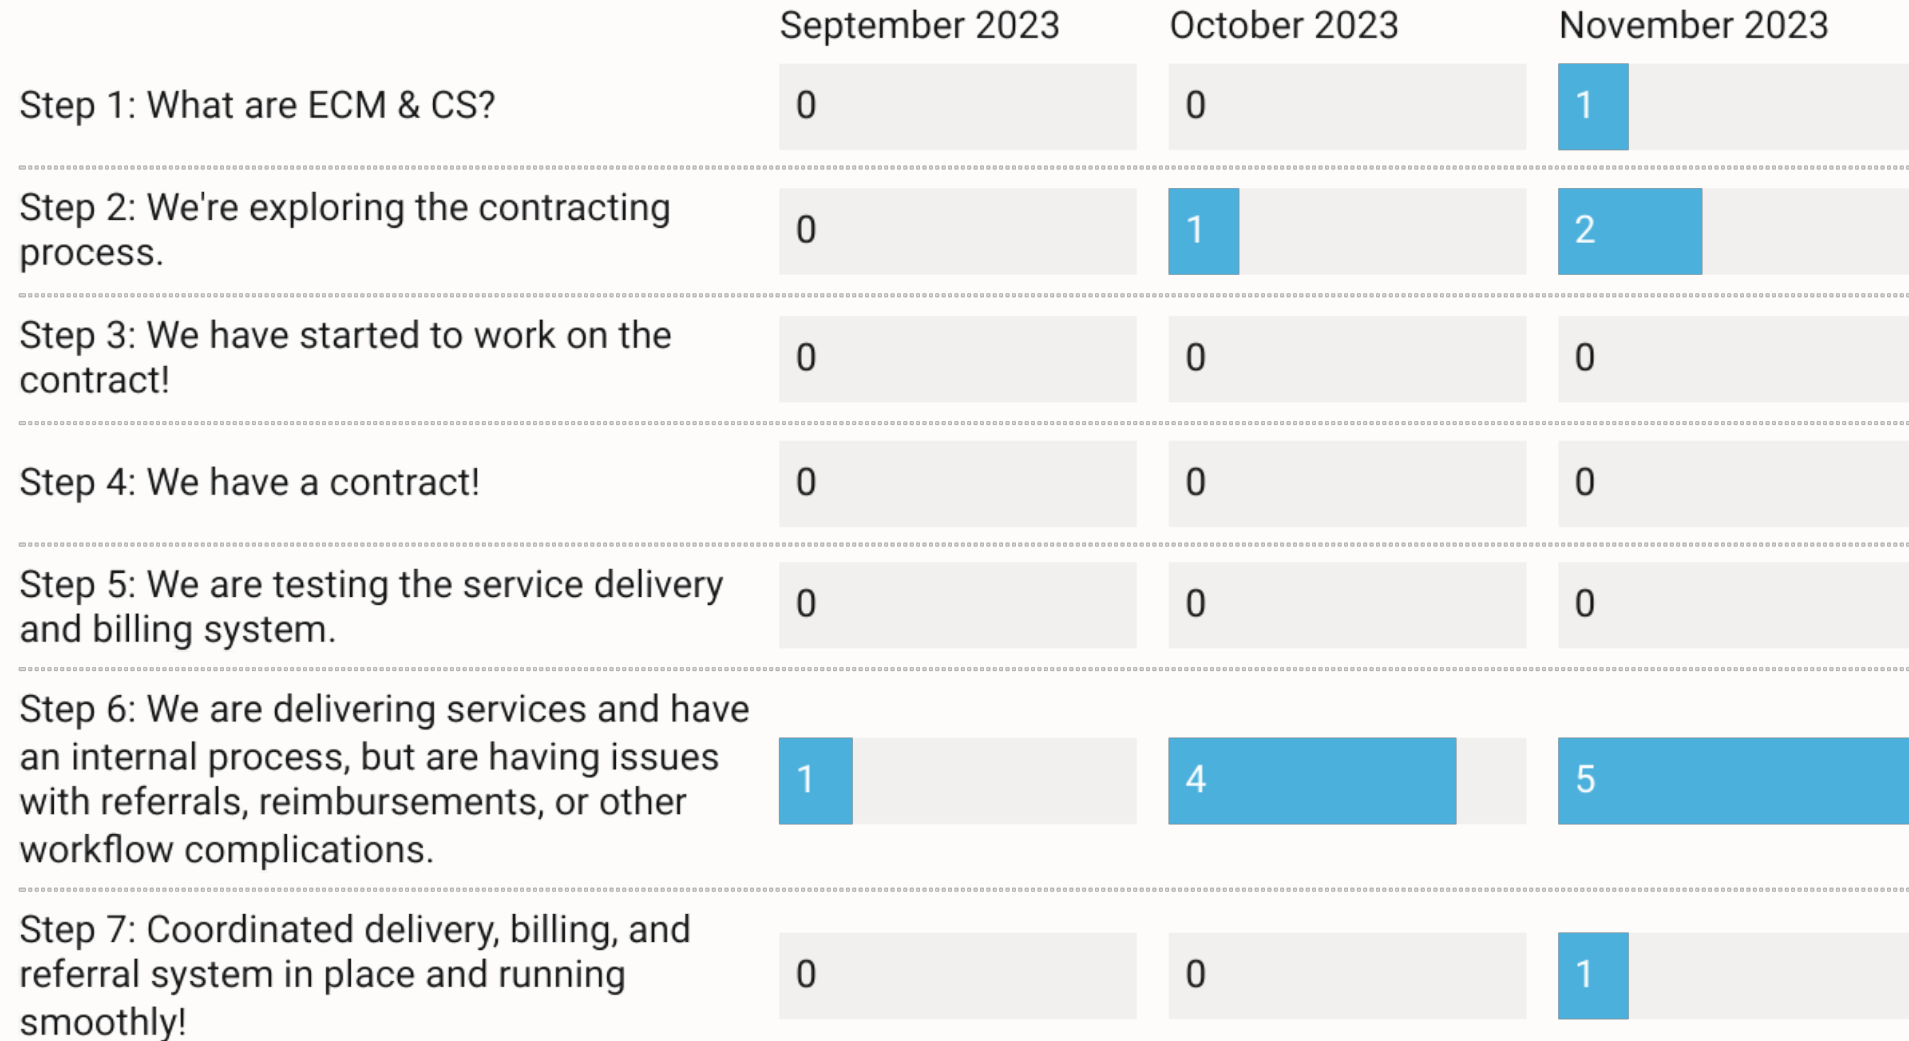 September 2023 October 2023 November 2023
Step 1: What are ECM & CS? 0 0 1
Step 2: We're exploring the contracting
process. 0 1 2
Step 3: We have started to work on the
contract! 0 0 0
Step 4: We have a contract! 0 0 0
Step 5: We are testing the service delivery
and billing system. 0 0 0
Step 6: We are delivering services and have
an internal process, but are having issues
with referrals, reimbursements, or other
workflow complications. 1 4 5
Step 7: Coordinated delivery, billing, and
referral system in place and running
smoothly! 0 0 1